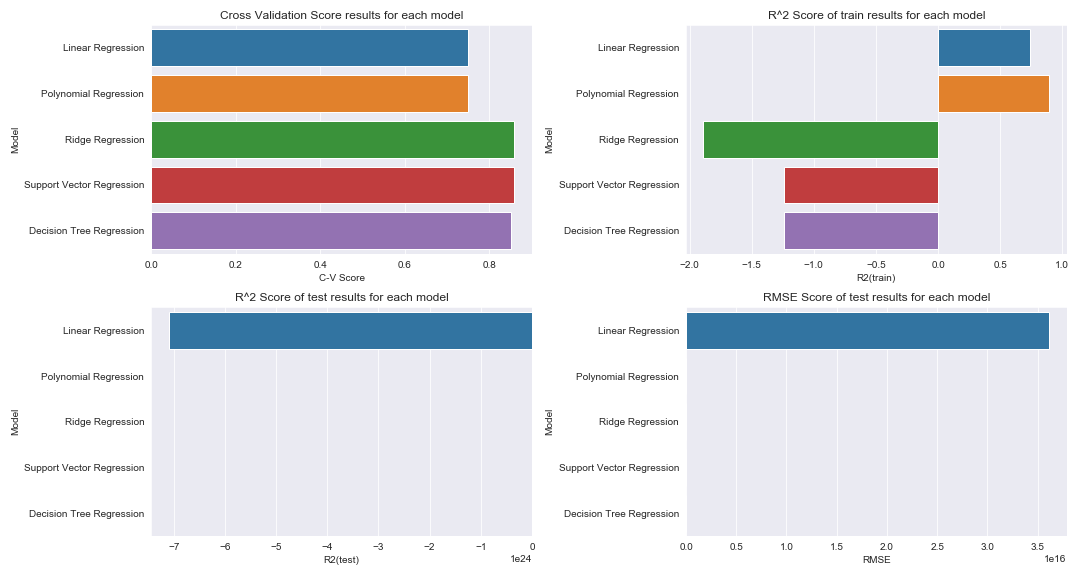 Cross Validation Score results for each model
Model
Linear Regression
Polynomial Regression
Ridge Regression
Support Vector Regression
Decision Tree Regression
0.0 0.2 0.4 0.6 0.8
C-V Score
R^2 Score of train results for each model
Model
Linear Regression
Polynomial Regression
Ridge Regression
Support Vector Regression
Decision Tree Regression
−2.0 −1.5 −1.0 −0.5 0.0 0.5 1.0
R2(train)
R^2 Score of test results for each model
Model
Linear Regression
Polynomial Regression
Ridge Regression
Support Vector Regression
Decision Tree Regression
−7 −6 −5 −4 −3 −2 −1 0
R2(test)
1e24
RMSE Score of test results for each model
Model
Linear Regression
Polynomial Regression
Ridge Regression
Support Vector Regression
Decision Tree Regression
0.0 0.5 1.0 1.5 2.0 2.5 3.0 3.5
RMSE
1e16